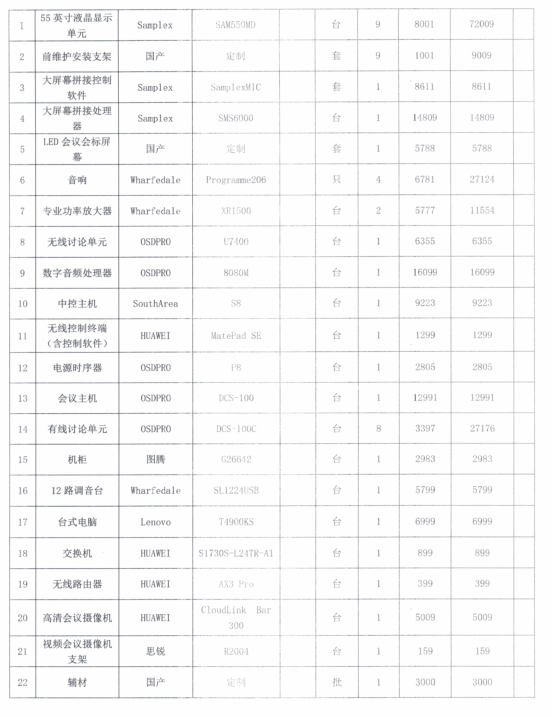 1 55 英寸液晶显示单元 Samplex SAM550MD 台 9 8001 72009
2 前维护安装支架 国产 定制 套 9 1001 9009
3 大屏幕拼接控制软件 Samplex SamplexMIC 套 1 8611 8611
4 大屏幕拼接处理器 Samplex SMS6000 台 1 14809 14809
5 LED 会议会标屏幕 国产 定制 套 1 5788 5788
6 音响 Wharfedale Programme206 只 4 6781 27124
7 专业功率放大器 Wharfedale XR1500 台 2 5777 11554
8 无线讨论单元 OSDPRO U7400 台 1 6355 6355
9 数字音频处理器 OSDPRO 8080M 台 1 16099 16099
10 中控主机 SouthArea S8 台 1 9223 9223
11 无线控制终端（含控制软件） HUAWEI MatePad SE 台 1 1299 1299
12 电源时序器 OSDPRO P8 台 1 2805 2805
13 会议主机 OSDPRO DCS-100 台 1 12991 12991
14 有线讨论单元 OSDPRO DCS-100C 台 8 3397 27176
15 机柜 图腾 G26642 台 1 2983 2983
16 12 路调音台 Wharfedale SL1224USB 台 1 5799 5799
17 台式电脑 Lenovo T4900KS 台 1 6999 6999
18 交换机 HUAWEI S1730S-L24TR-A1 台 1 899 899
19 无线路由器 HUAWEI AX3 Pro 台 1 399 399
20 高清会议摄像机 HUAWEI CloudLink Bar 300 台 1 5009 5009
21 视频会议摄像机支架 思锐 R2004 台 1 159 159
22 辅材 国产 定制 批 1 3000 3000